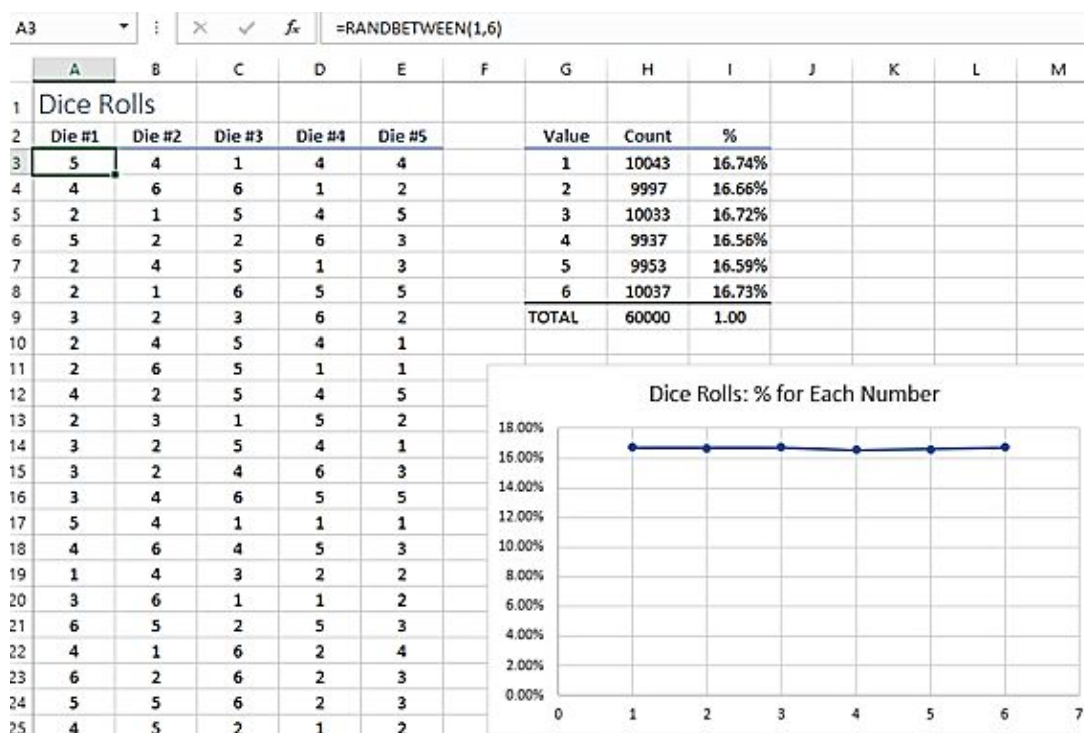 A3 fx =RANDBETWEEN(1,6)
A B C D E F G H I J K L M
1 Dice Rolls
2 Die #1 Die #2 Die #3 Die #4 Die #5 Value Count %
3 5 4 1 4 4 1 10043 16.74%
4 4 6 6 1 2 2 9997 16.66%
5 2 1 5 4 5 3 10033 16.72%
6 5 2 2 6 3 4 9937 16.56%
7 2 4 5 1 3 5 9953 16.59%
8 2 1 6 5 5 6 10037 16.73%
9 3 2 3 6 2 TOTAL 60000 1.00
10 2 4 5 4 1
11 2 6 5 1 1
12 4 2 5 4 5
13 2 3 1 5 2
14 3 2 5 4 1
15 3 2 4 6 3
16 3 4 6 5 5
17 5 4 1 1 1
18 4 6 4 5 3
19 1 4 3 2 2
20 3 6 1 1 2
21 6 5 2 5 3
22 4 1 6 2 4
23 6 2 6 2 3
24 5 5 6 2 3
25 4 5 2 1 2
Dice Rolls: % for Each Number
18.00%
16.00%
14.00%
12.00%
10.00%
8.00%
6.00%
4.00%
2.00%
0.00%
0 1 2 3 4 5 6 7